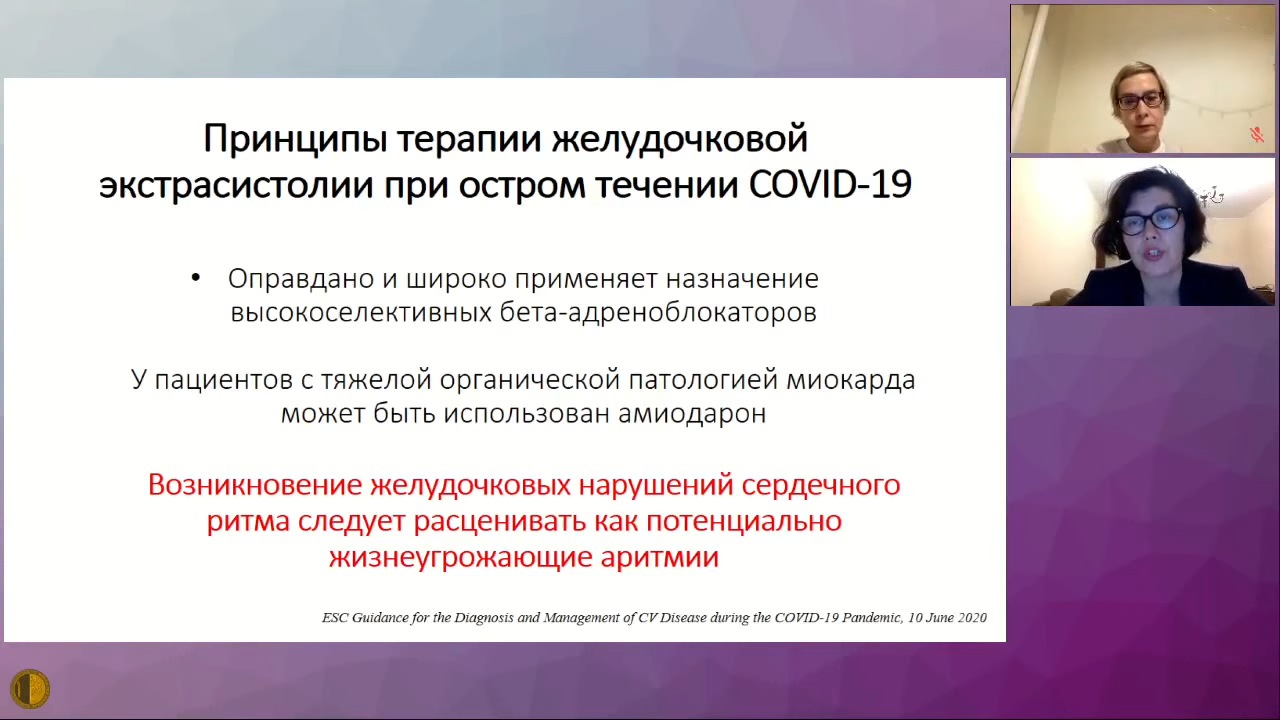 Принципы терапии желудочковой
экстрасистолии при остром течении COVID-19
• Оправдано и широко применяет назначение
высокоселективных бета-адреноблокаторов
У пациентов с тяжелой органической патологией миокарда
может быть использован амиодарон
Возникновение желудочковых нарушений сердечного
ритма следует расценивать как потенциально
жизнеугрожающие аритмии
ESC Guidance for the Diagnosis and Management of CV Disease during the COVID-19 Pandemic, 10 June 2020